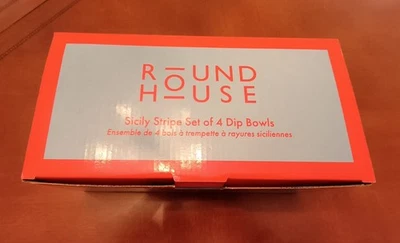 ROUND
HOUSE
Sicily Stripe Set of 4 Dip Bowls
Ensemble de 4 bols à trempette à rayures siciliennes